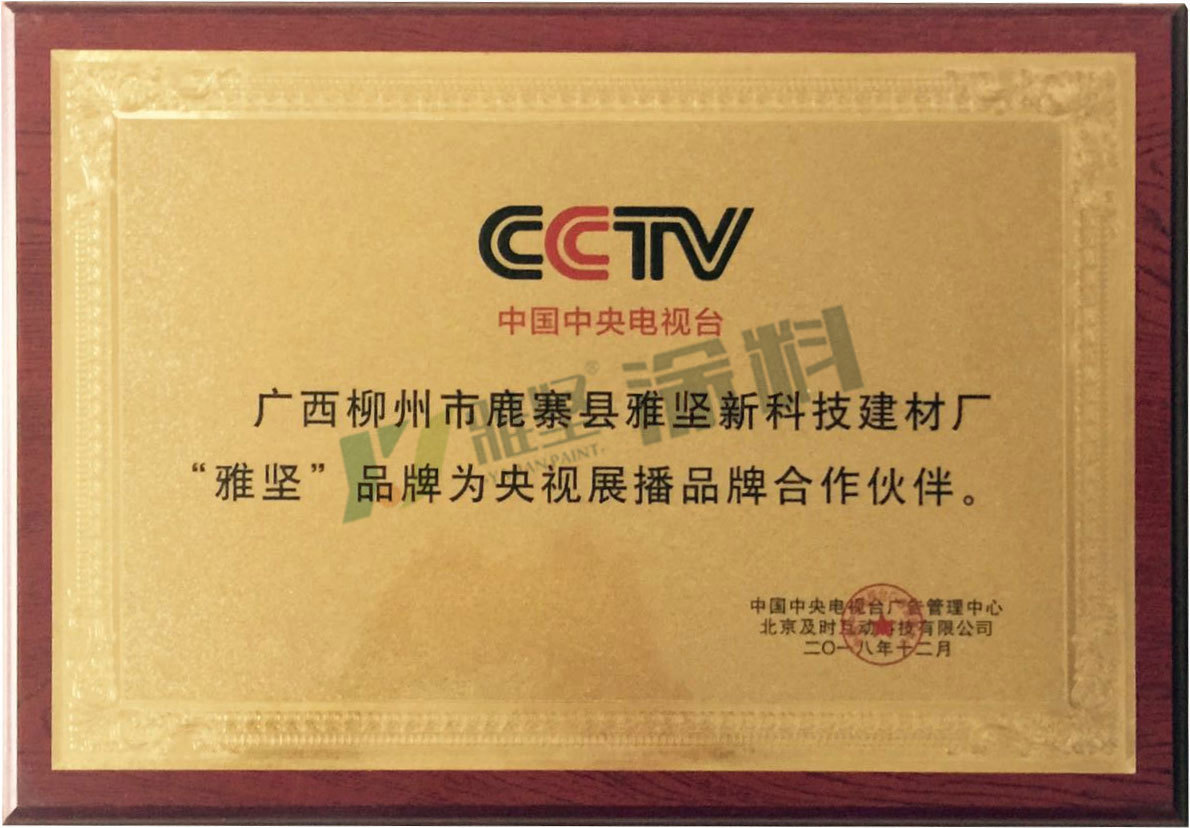 CCTV
中国中央电视台
广西柳州市鹿寨县雅坚新科技建材厂
“雅坚”品牌为央视展播品牌合作伙伴。
雅坚®涂料
YAJIAN PAINT.
中国中央电视台广告管理中心
北京及时互动科技有限公司
二〇一八年十二月